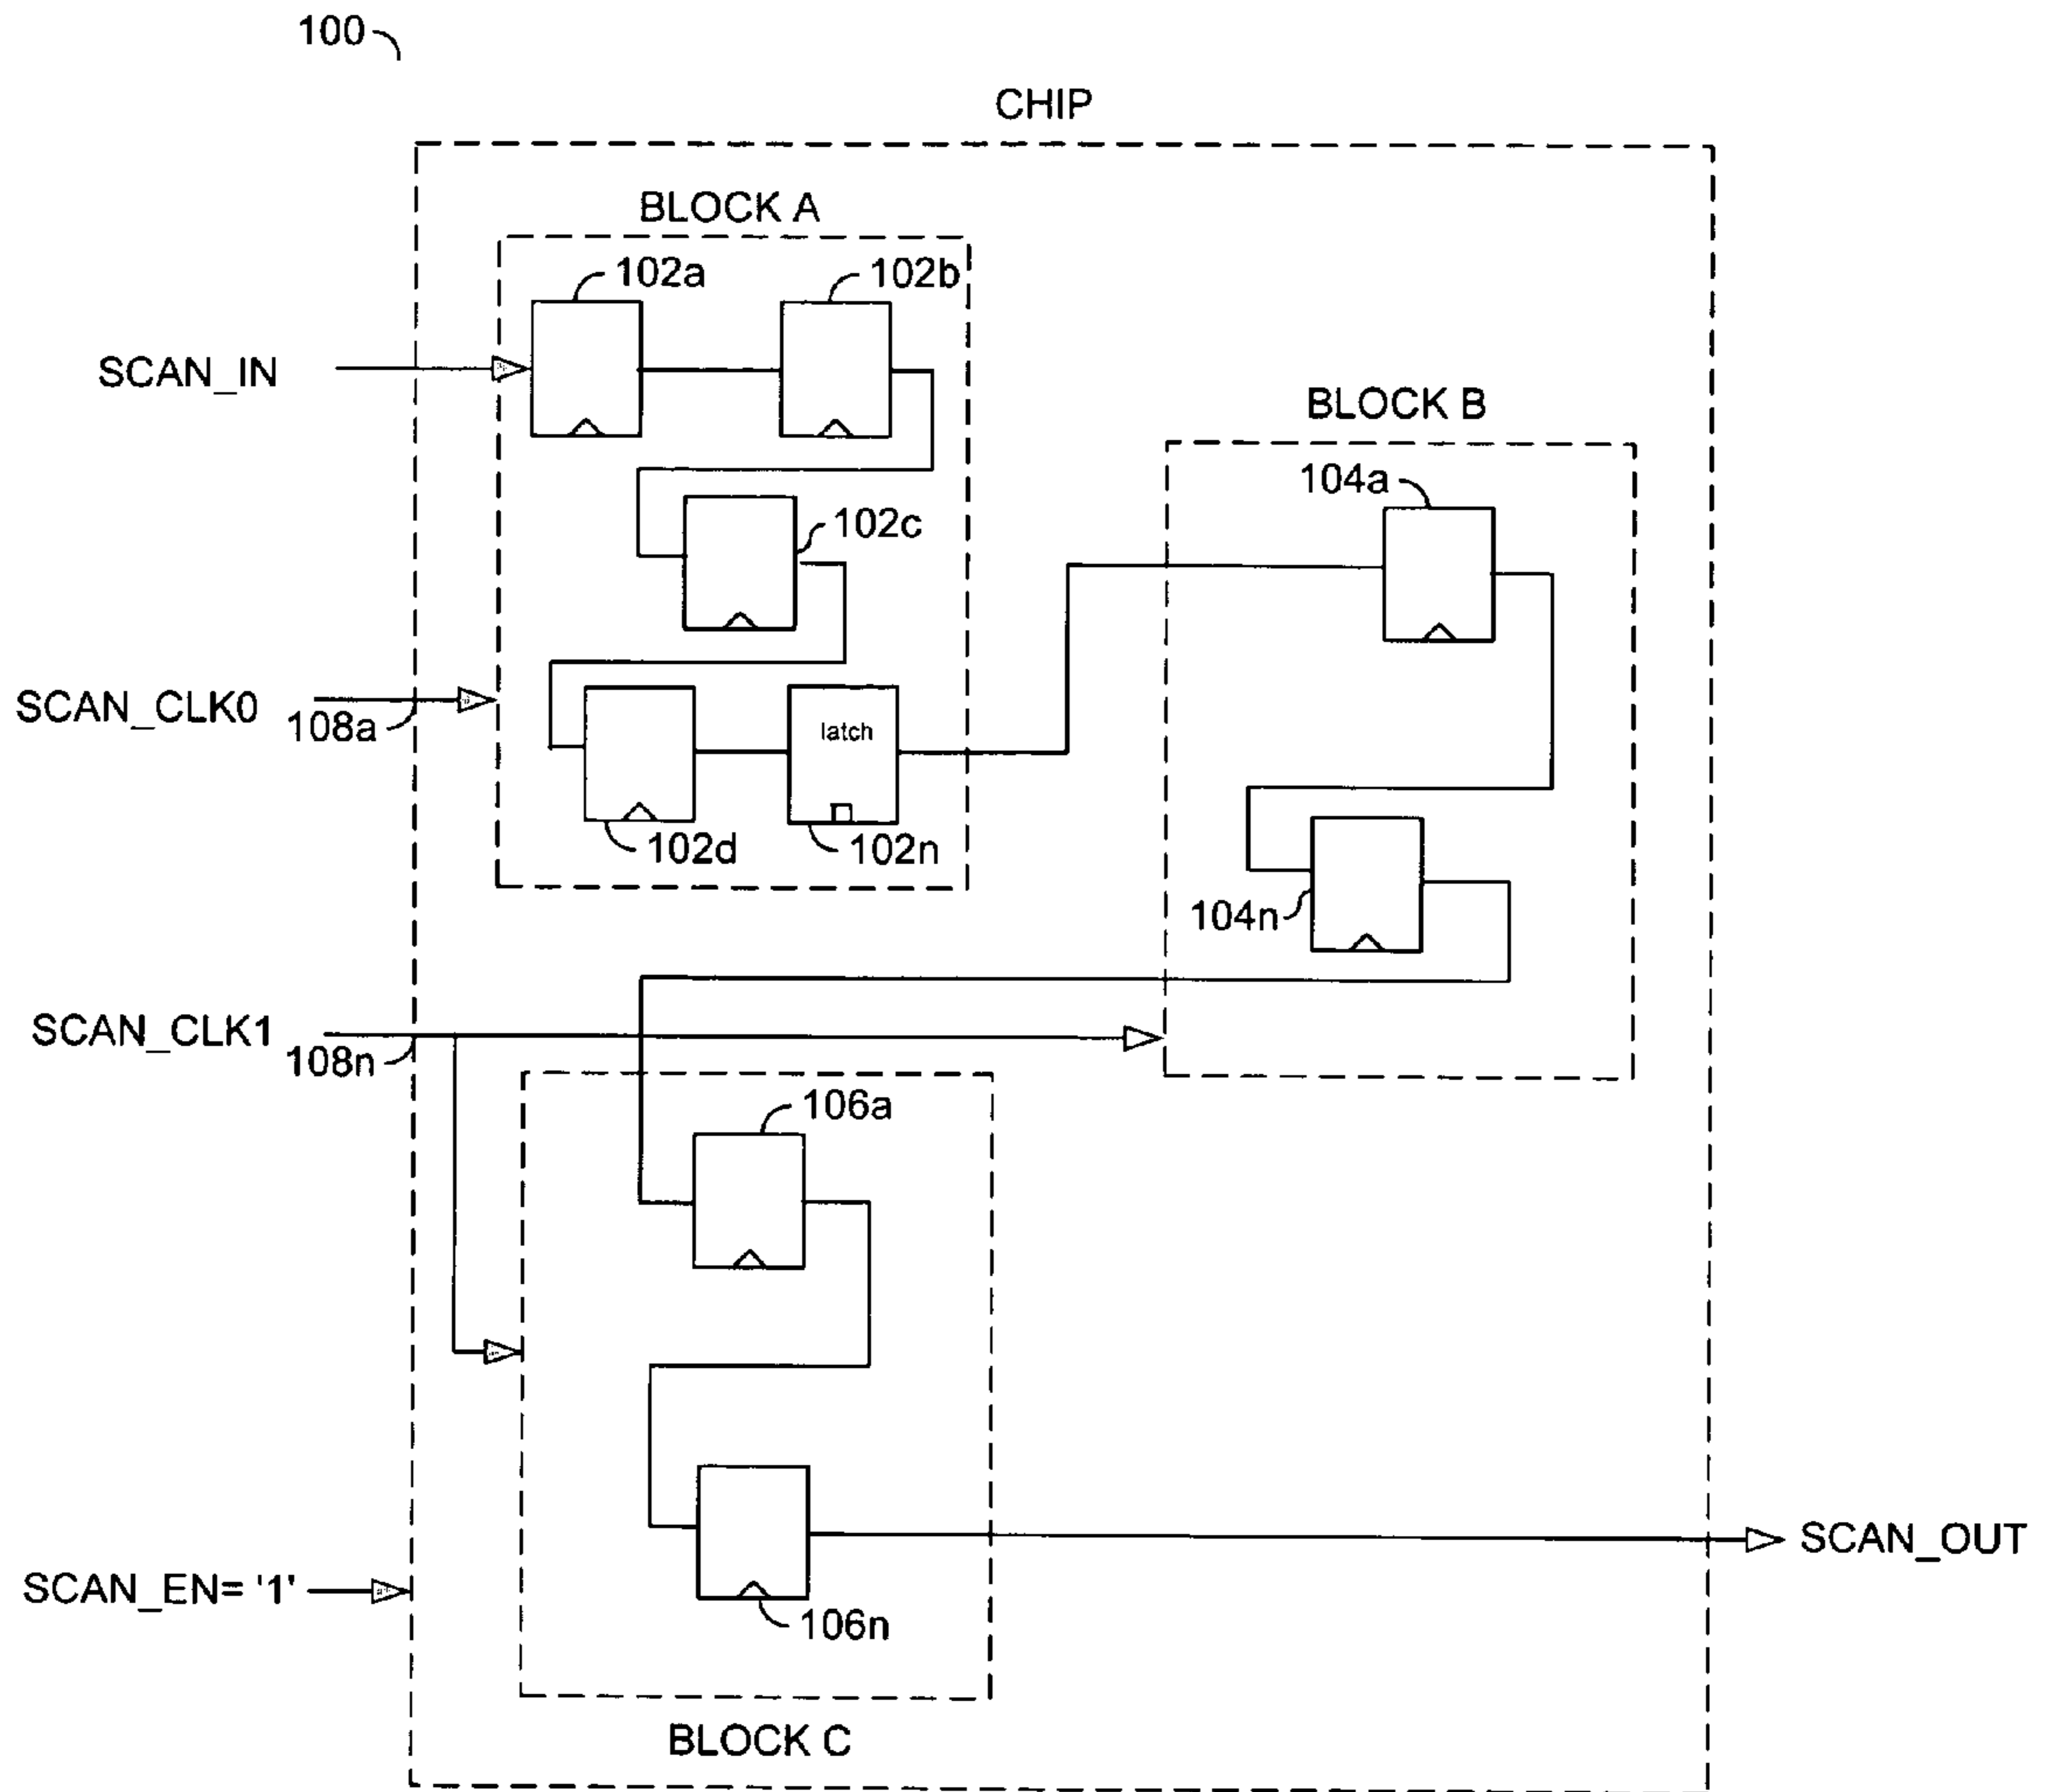 100
CHIP
BLOCK A
102a
102b
SCAN_IN
BLOCK B
104a
102c
SCAN_CLK0
108a
latch
102d
102n
104n
SCAN_CLK1
108n
106a
SCAN_OUT
SCAN_EN= '1'
106n
BLOCK C